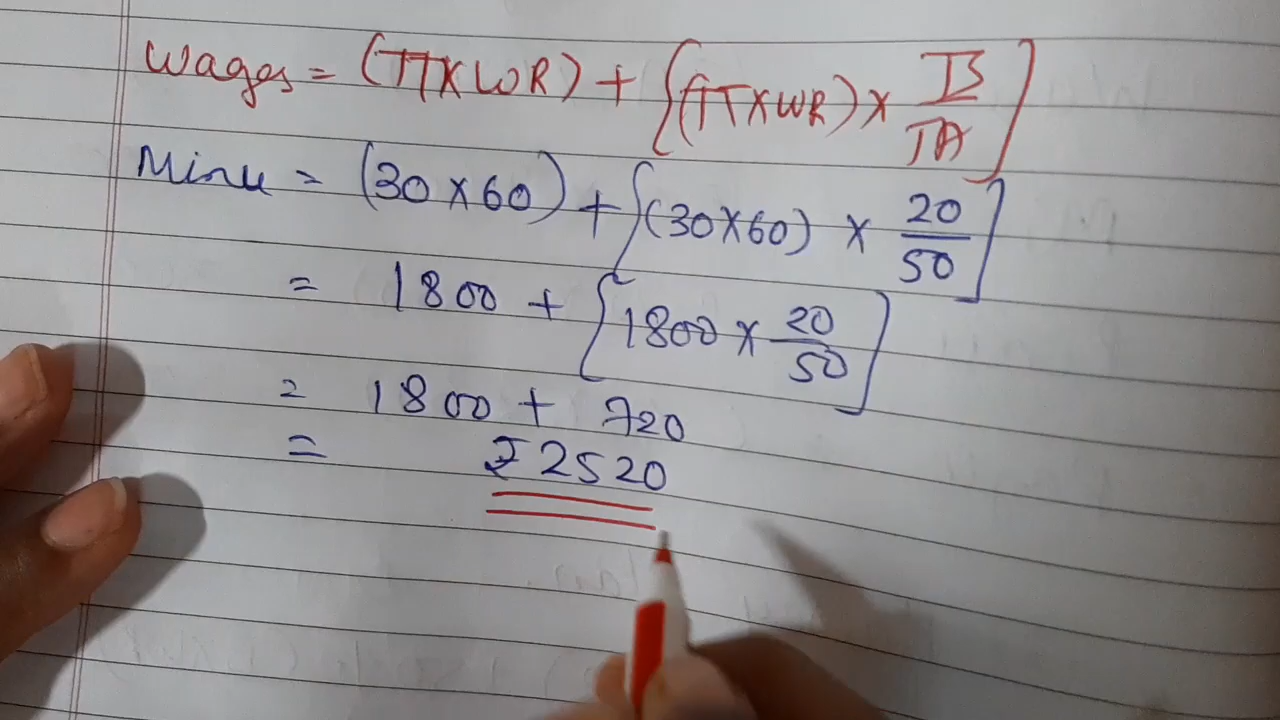 Wages = (TT X WR) + [(TT X WR) x TS/TA]
Minu = (30 x 60) + [(30 X 60) x 20/50]
= 1800 + [1800 x 20/50]
= 1800 + 720
= ₹2520